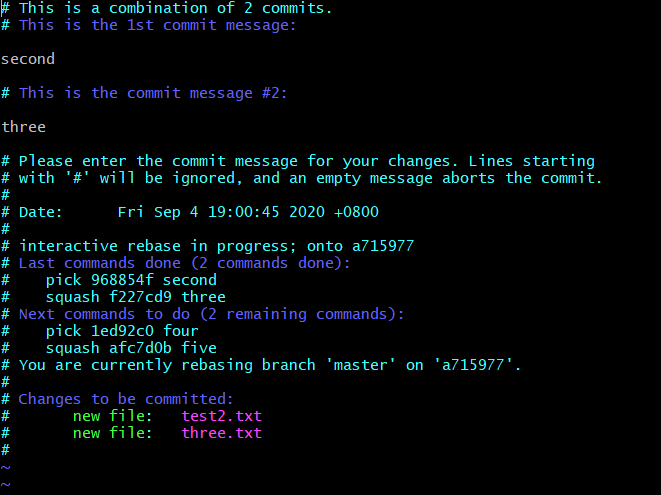 # This is a combination of 2 commits.
# This is the 1st commit message:
second
# This is the commit message #2:
three
# Please enter the commit message for your changes. Lines starting
# with '#' will be ignored, and an empty message aborts the commit.
#
# Date:      Fri Sep 4 19:00:45 2020 +0800
#
# interactive rebase in progress; onto a715977
# Last commands done (2 commands done):
#    pick 968854f second
#    squash f227cd9 three
# Next commands to do (2 remaining commands):
#    pick 1ed92c0 four
#    squash afc7d0b five
# You are currently rebasing branch 'master' on 'a715977'.
#
# Changes to be committed:
#       new file:   test2.txt
#       new file:   three.txt
#
~
~